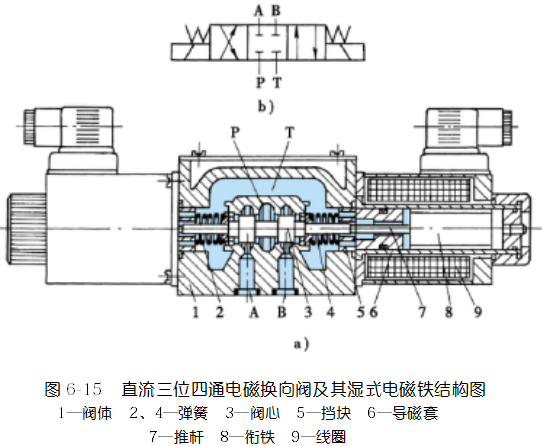 A B
P T
b)
P T
1 2 A B 3 4 5 6 7 8 9
a)
图 6-15 直流三位四通电磁换向阀及其湿式电磁铁结构图
1—阀体 2、4—弹簧 3—阀心 5—挡块 6—导磁套
7—推杆 8—衔铁 9—线圈